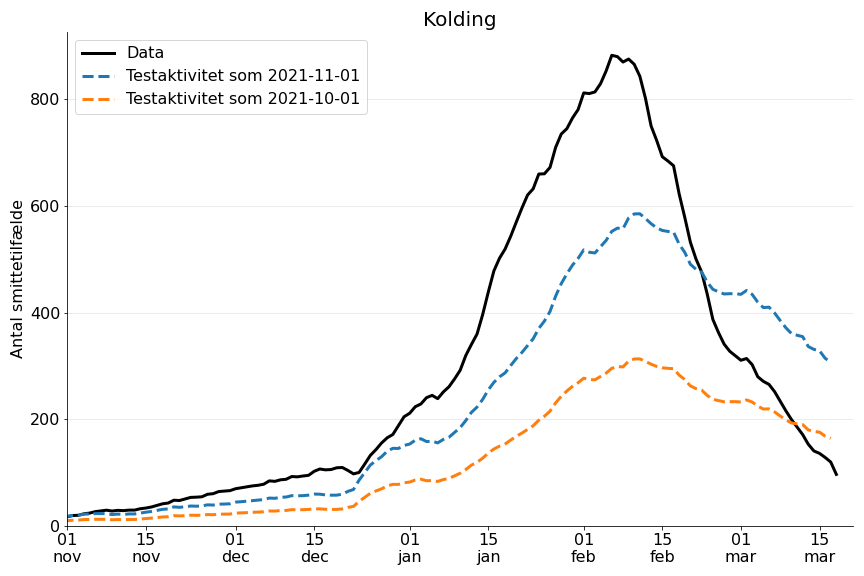 Kolding
Data
Testaktivitet som 2021-11-01
Testaktivitet som 2021-10-01
Antal smittetilfælde
800
600
400
200
0
01 15 01 15 01 15 01 15 01 15
nov nov dec dec jan jan feb feb mar mar